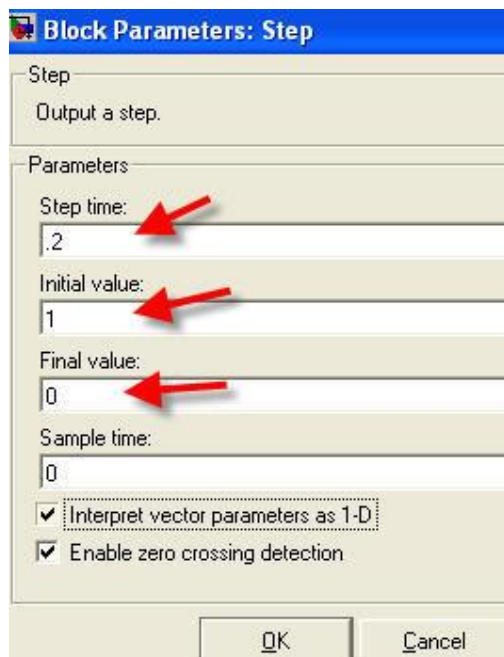 Block Parameters: Step
Step
Output a step.
Parameters
Step time:
.2
Initial value:
1
Final value:
0
Sample time:
0
Interpret vector parameters as 1-D
Enable zero crossing detection
OK
Cancel